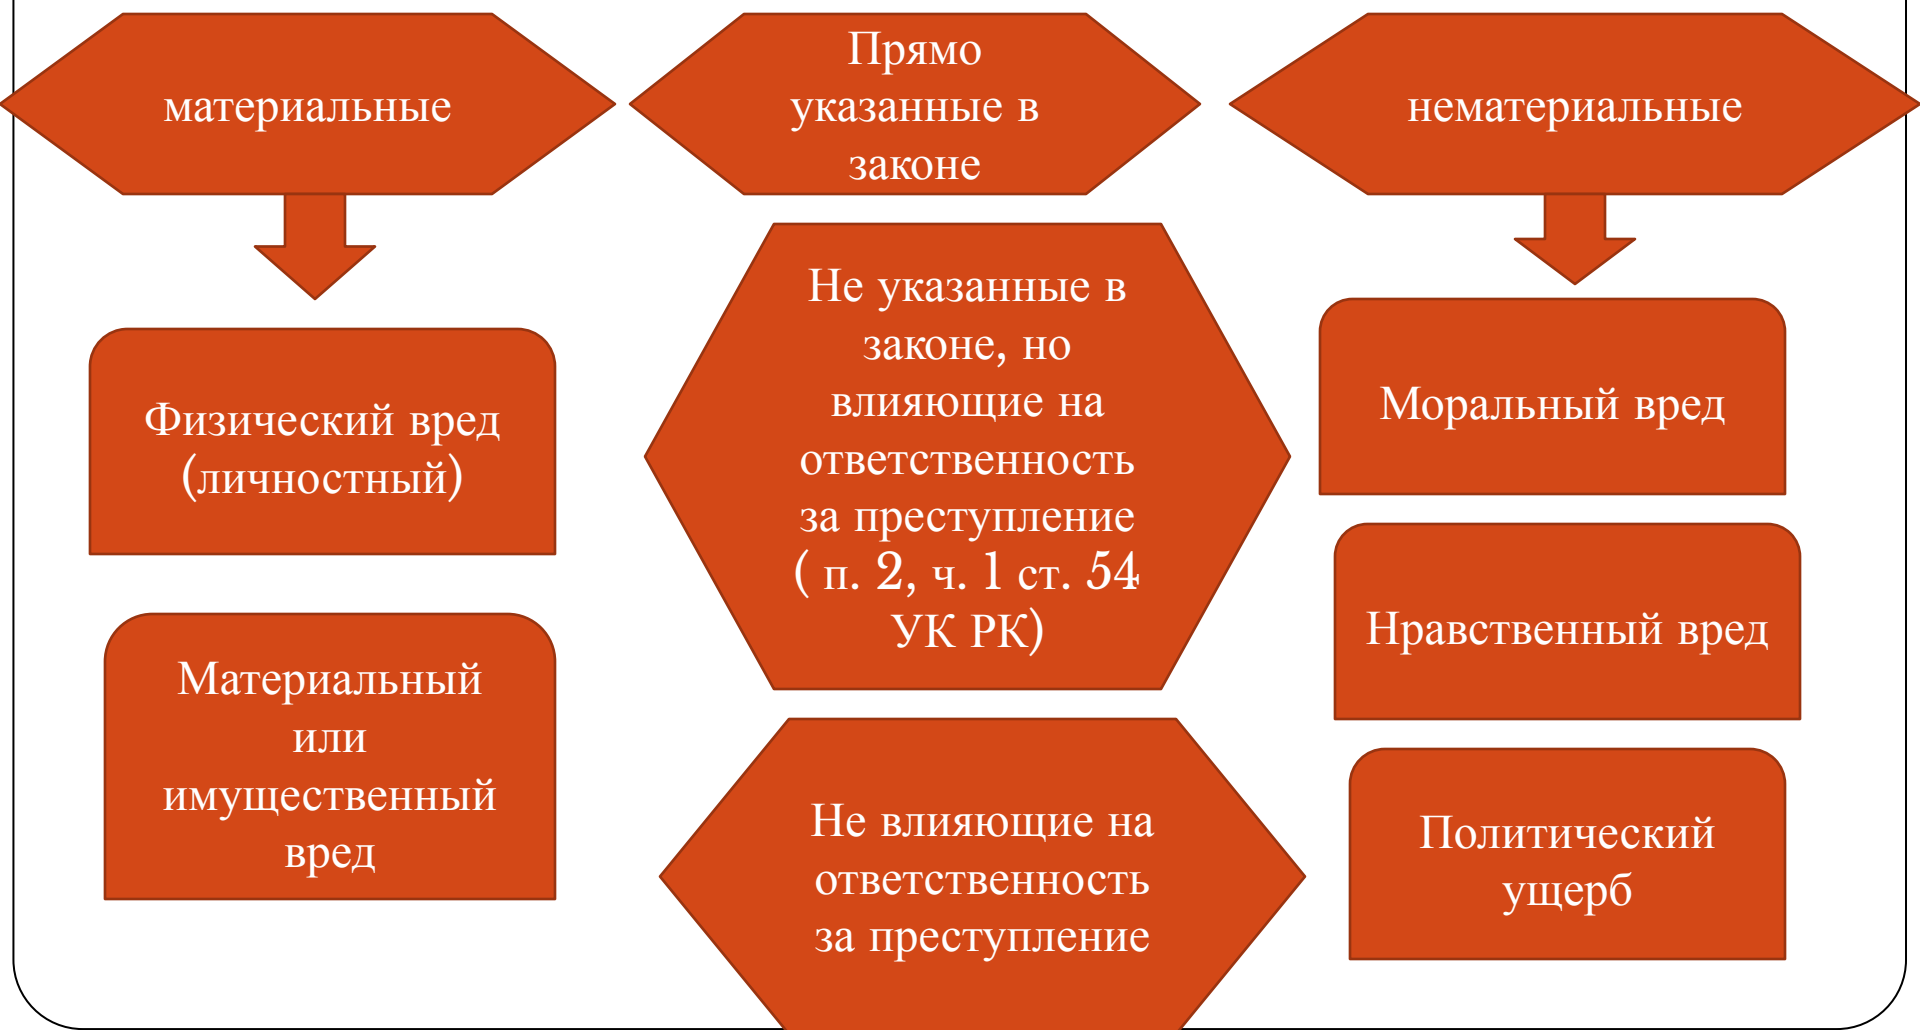 материальные
Прямо
указанные в
законе
нематериальные
Не указанные в
законе, но
влияющие на
ответственность
за преступление
( п. 2, ч. 1 ст. 54
УК РК)
Физический вред
(личностный)
Моральный вред
Нравственный вред
Материальный
или
имущественный
вред
Не влияющие на
ответственность
за преступление
Политический
ущерб